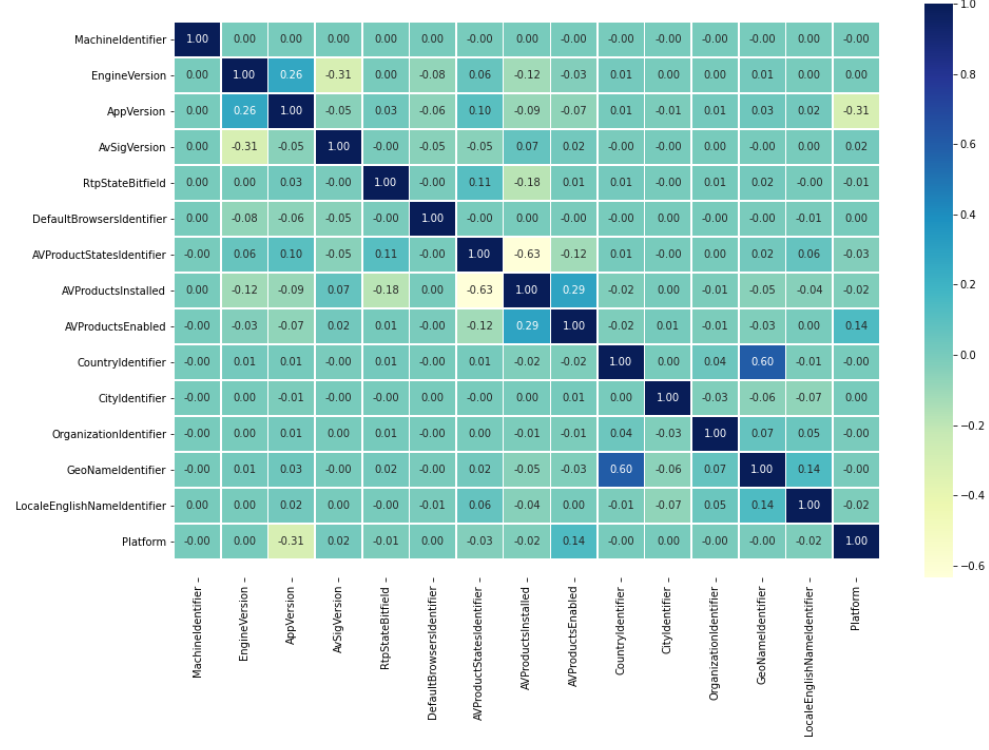 MachineIdentifier 1.00 0.00 0.00 0.00 0.00 0.00 -0.00 0.00 -0.00 -0.00 -0.00 -0.00 -0.00 0.00 -0.00
EngineVersion 0.00 1.00 0.26 -0.31 0.00 -0.08 0.06 -0.12 -0.03 0.01 0.00 0.00 0.01 0.00 0.00
AppVersion 0.00 0.26 1.00 -0.05 0.03 -0.06 0.10 -0.09 -0.07 0.01 -0.01 0.01 0.03 0.02 -0.31
AvSigVersion 0.00 -0.31 -0.05 1.00 -0.00 -0.05 -0.05 0.07 0.02 -0.00 -0.00 0.00 -0.00 0.00 0.02
RtpStateBitfield 0.00 0.00 0.03 -0.00 1.00 -0.00 0.11 -0.18 0.01 0.01 -0.00 0.01 0.02 -0.00 -0.01
DefaultBrowsersIdentifier 0.00 -0.08 -0.06 -0.05 -0.00 1.00 -0.00 0.00 -0.00 -0.00 0.00 -0.00 -0.00 -0.01 0.00
AVProductStatesIdentifier -0.00 0.06 0.10 -0.05 0.11 -0.00 1.00 -0.63 -0.12 0.01 -0.00 0.00 0.02 0.06 -0.03
AVProductsInstalled 0.00 -0.12 -0.09 0.07 -0.18 0.00 -0.63 1.00 0.29 -0.02 0.00 -0.01 -0.05 -0.04 -0.02
AVProductsEnabled -0.00 -0.03 -0.07 0.02 0.01 -0.00 -0.12 0.29 1.00 -0.02 0.01 -0.01 -0.03 0.00 0.14
CountryIdentifier -0.00 0.01 0.01 -0.00 0.01 -0.00 0.01 -0.02 -0.02 1.00 0.00 0.04 0.60 -0.01 -0.00
CityIdentifier -0.00 0.00 -0.01 -0.00 -0.00 0.00 -0.00 0.00 0.01 0.00 1.00 -0.03 -0.06 -0.07 0.00
OrganizationIdentifier -0.00 0.00 0.01 0.00 0.01 -0.00 0.00 -0.01 -0.01 0.04 -0.03 1.00 0.07 0.05 -0.00
GeoNameIdentifier -0.00 0.01 0.03 -0.00 0.02 -0.00 0.02 -0.05 -0.03 0.60 -0.06 0.07 1.00 0.14 -0.00
LocaleEnglishNameIdentifier 0.00 0.00 0.02 0.00 -0.00 -0.01 0.06 -0.04 0.00 -0.01 -0.07 0.05 0.14 1.00 -0.02
Platform -0.00 0.00 -0.31 0.02 -0.01 0.00 -0.03 -0.02 0.14 -0.00 0.00 -0.00 -0.00 -0.02 1.00
MachineIdentifier
EngineVersion
AppVersion
AvSigVersion
RtpStateBitfield
DefaultBrowsersIdentifier
AVProductStatesIdentifier
AVProductsInstalled
AVProductsEnabled
CountryIdentifier
CityIdentifier
OrganizationIdentifier
GeoNameIdentifier
LocaleEnglishNameIdentifier
Platform
1.0
0.8
0.6
0.4
0.2
0.0
−0.2
−0.4
−0.6